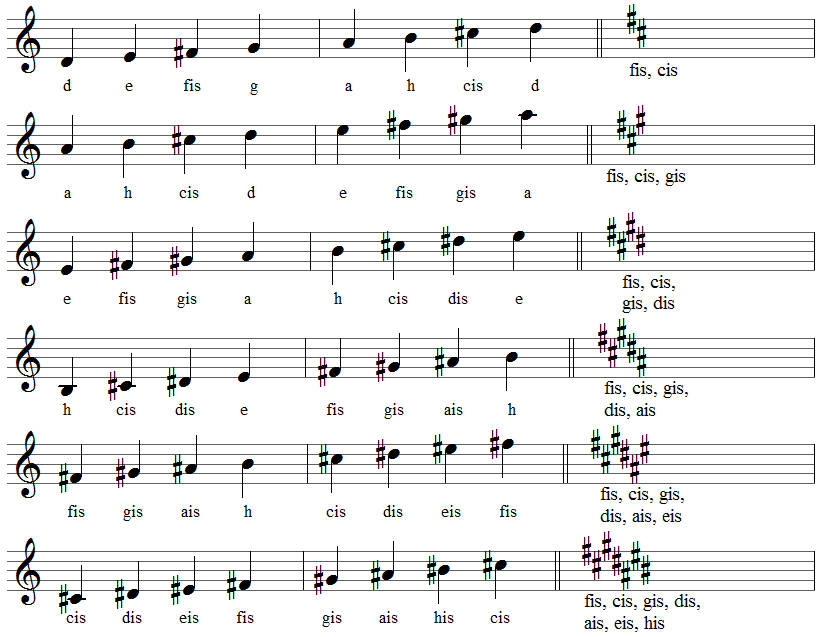 d e fis g a h cis d
fis, cis
a h cis d e fis gis a
fis, cis, gis
e fis gis a h cis dis e
fis, cis,
gis, dis
h cis dis e fis gis ais h
fis, cis, gis,
dis, ais
fis gis ais h cis dis eis fis
fis, cis, gis,
dis, ais, eis
cis dis eis fis gis ais his cis
fis, cis, gis, dis,
ais, eis, his